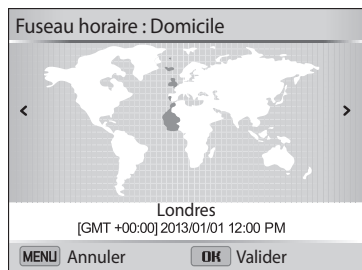 Fuseau horaire : Domicile
Londres
[GMT +00:00] 2013/01/01 12:00 PM
MENU Annuler OK Valider